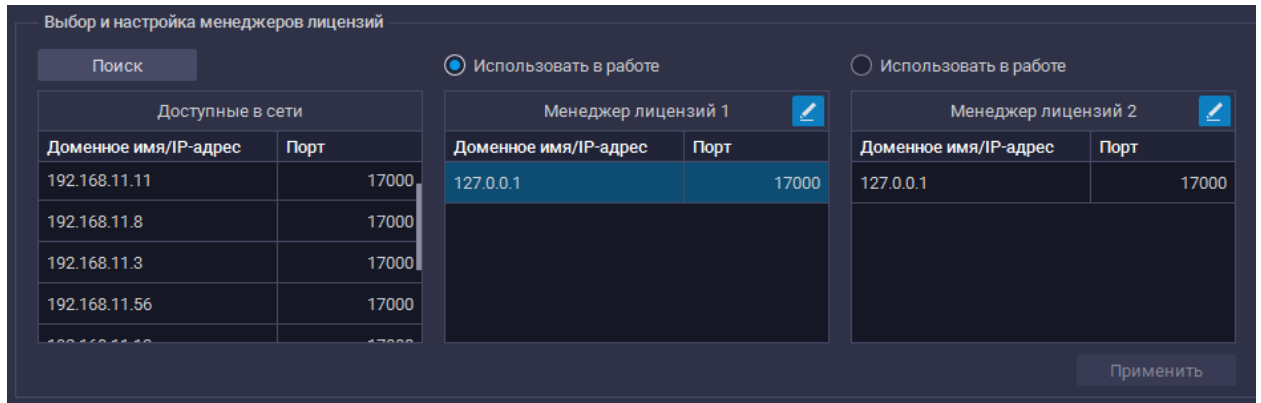 Выбор и настройка менеджеров лицензий
Поиск
Использовать в работе
Использовать в работе
Доступные в сети
Менеджер лицензий 1
Менеджер лицензий 2
Доменное имя/IP-адрес Порт
Доменное имя/IP-адрес Порт
Доменное имя/IP-адрес Порт
192.168.11.11 17000
127.0.0.1 17000
127.0.0.1 17000
192.168.11.8 17000
192.168.11.3 17000
192.168.11.56 17000
Применить